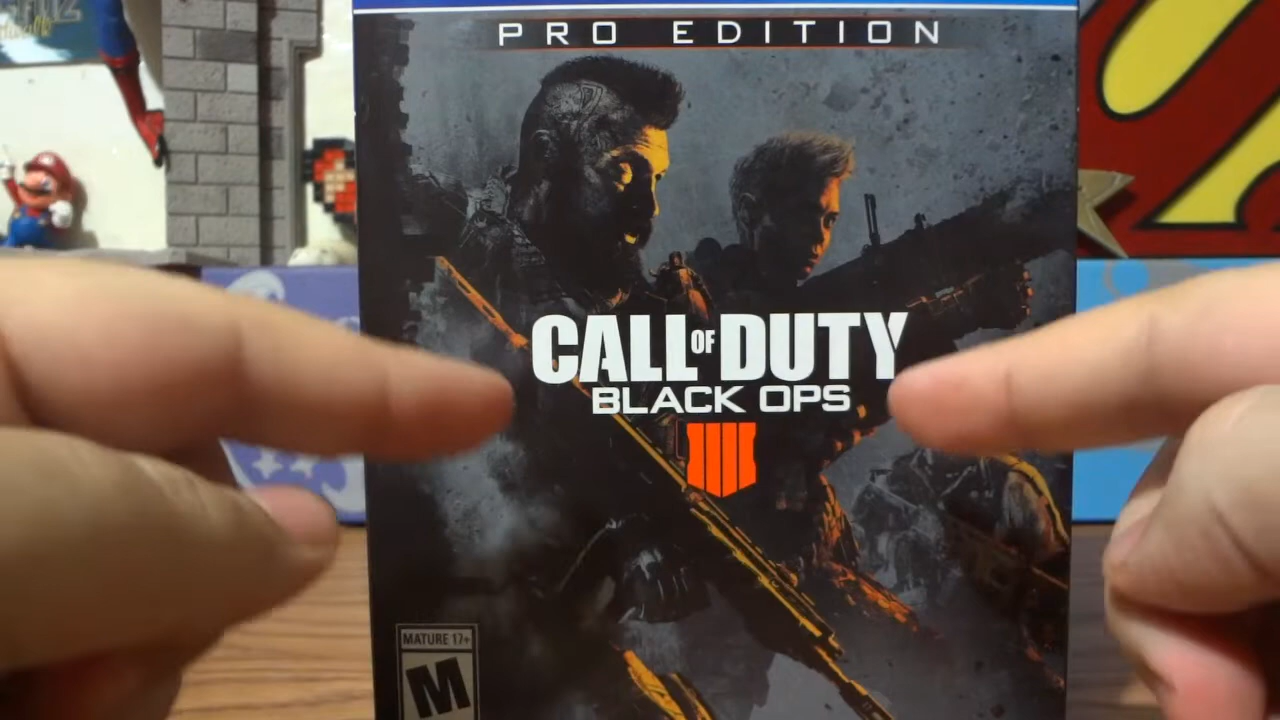 PRO EDITION
CALL OF DUTY
BLACK OPS
IIII
MATURE 17+
M